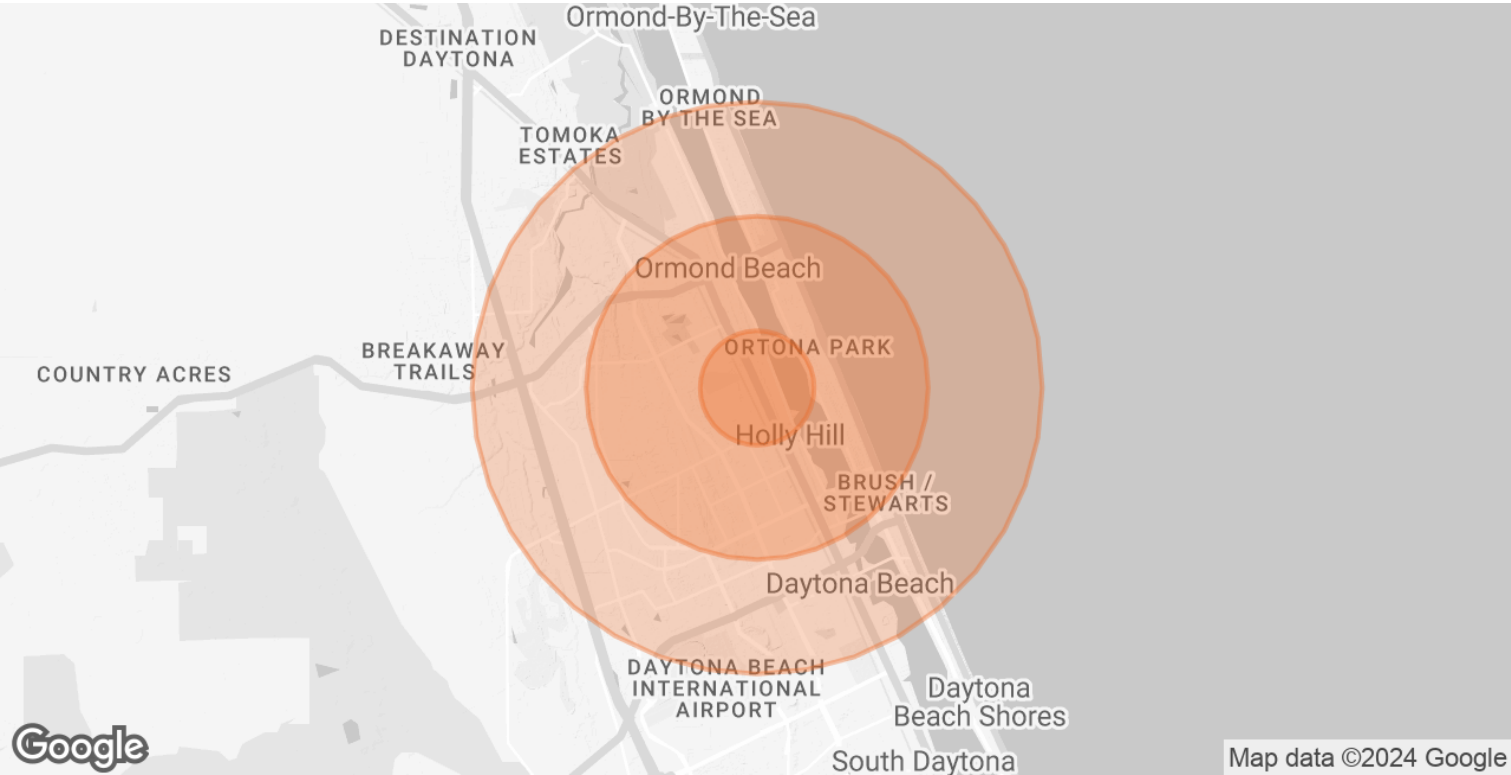 Ormond-By-The-Sea
DESTINATION
DAYTONA
ORMOND
BY THE SEA
TOMOKA
ESTATES
Ormond Beach
ORTONA PARK
BREAKAWAY
TRAILS
COUNTRY ACRES
Holly Hill
BRUSH /
STEWARTS
Daytona Beach
DAYTONA BEACH
INTERNATIONAL
AIRPORT
Daytona
Beach Shores
South Daytona
Google
Map data ©2024 Google